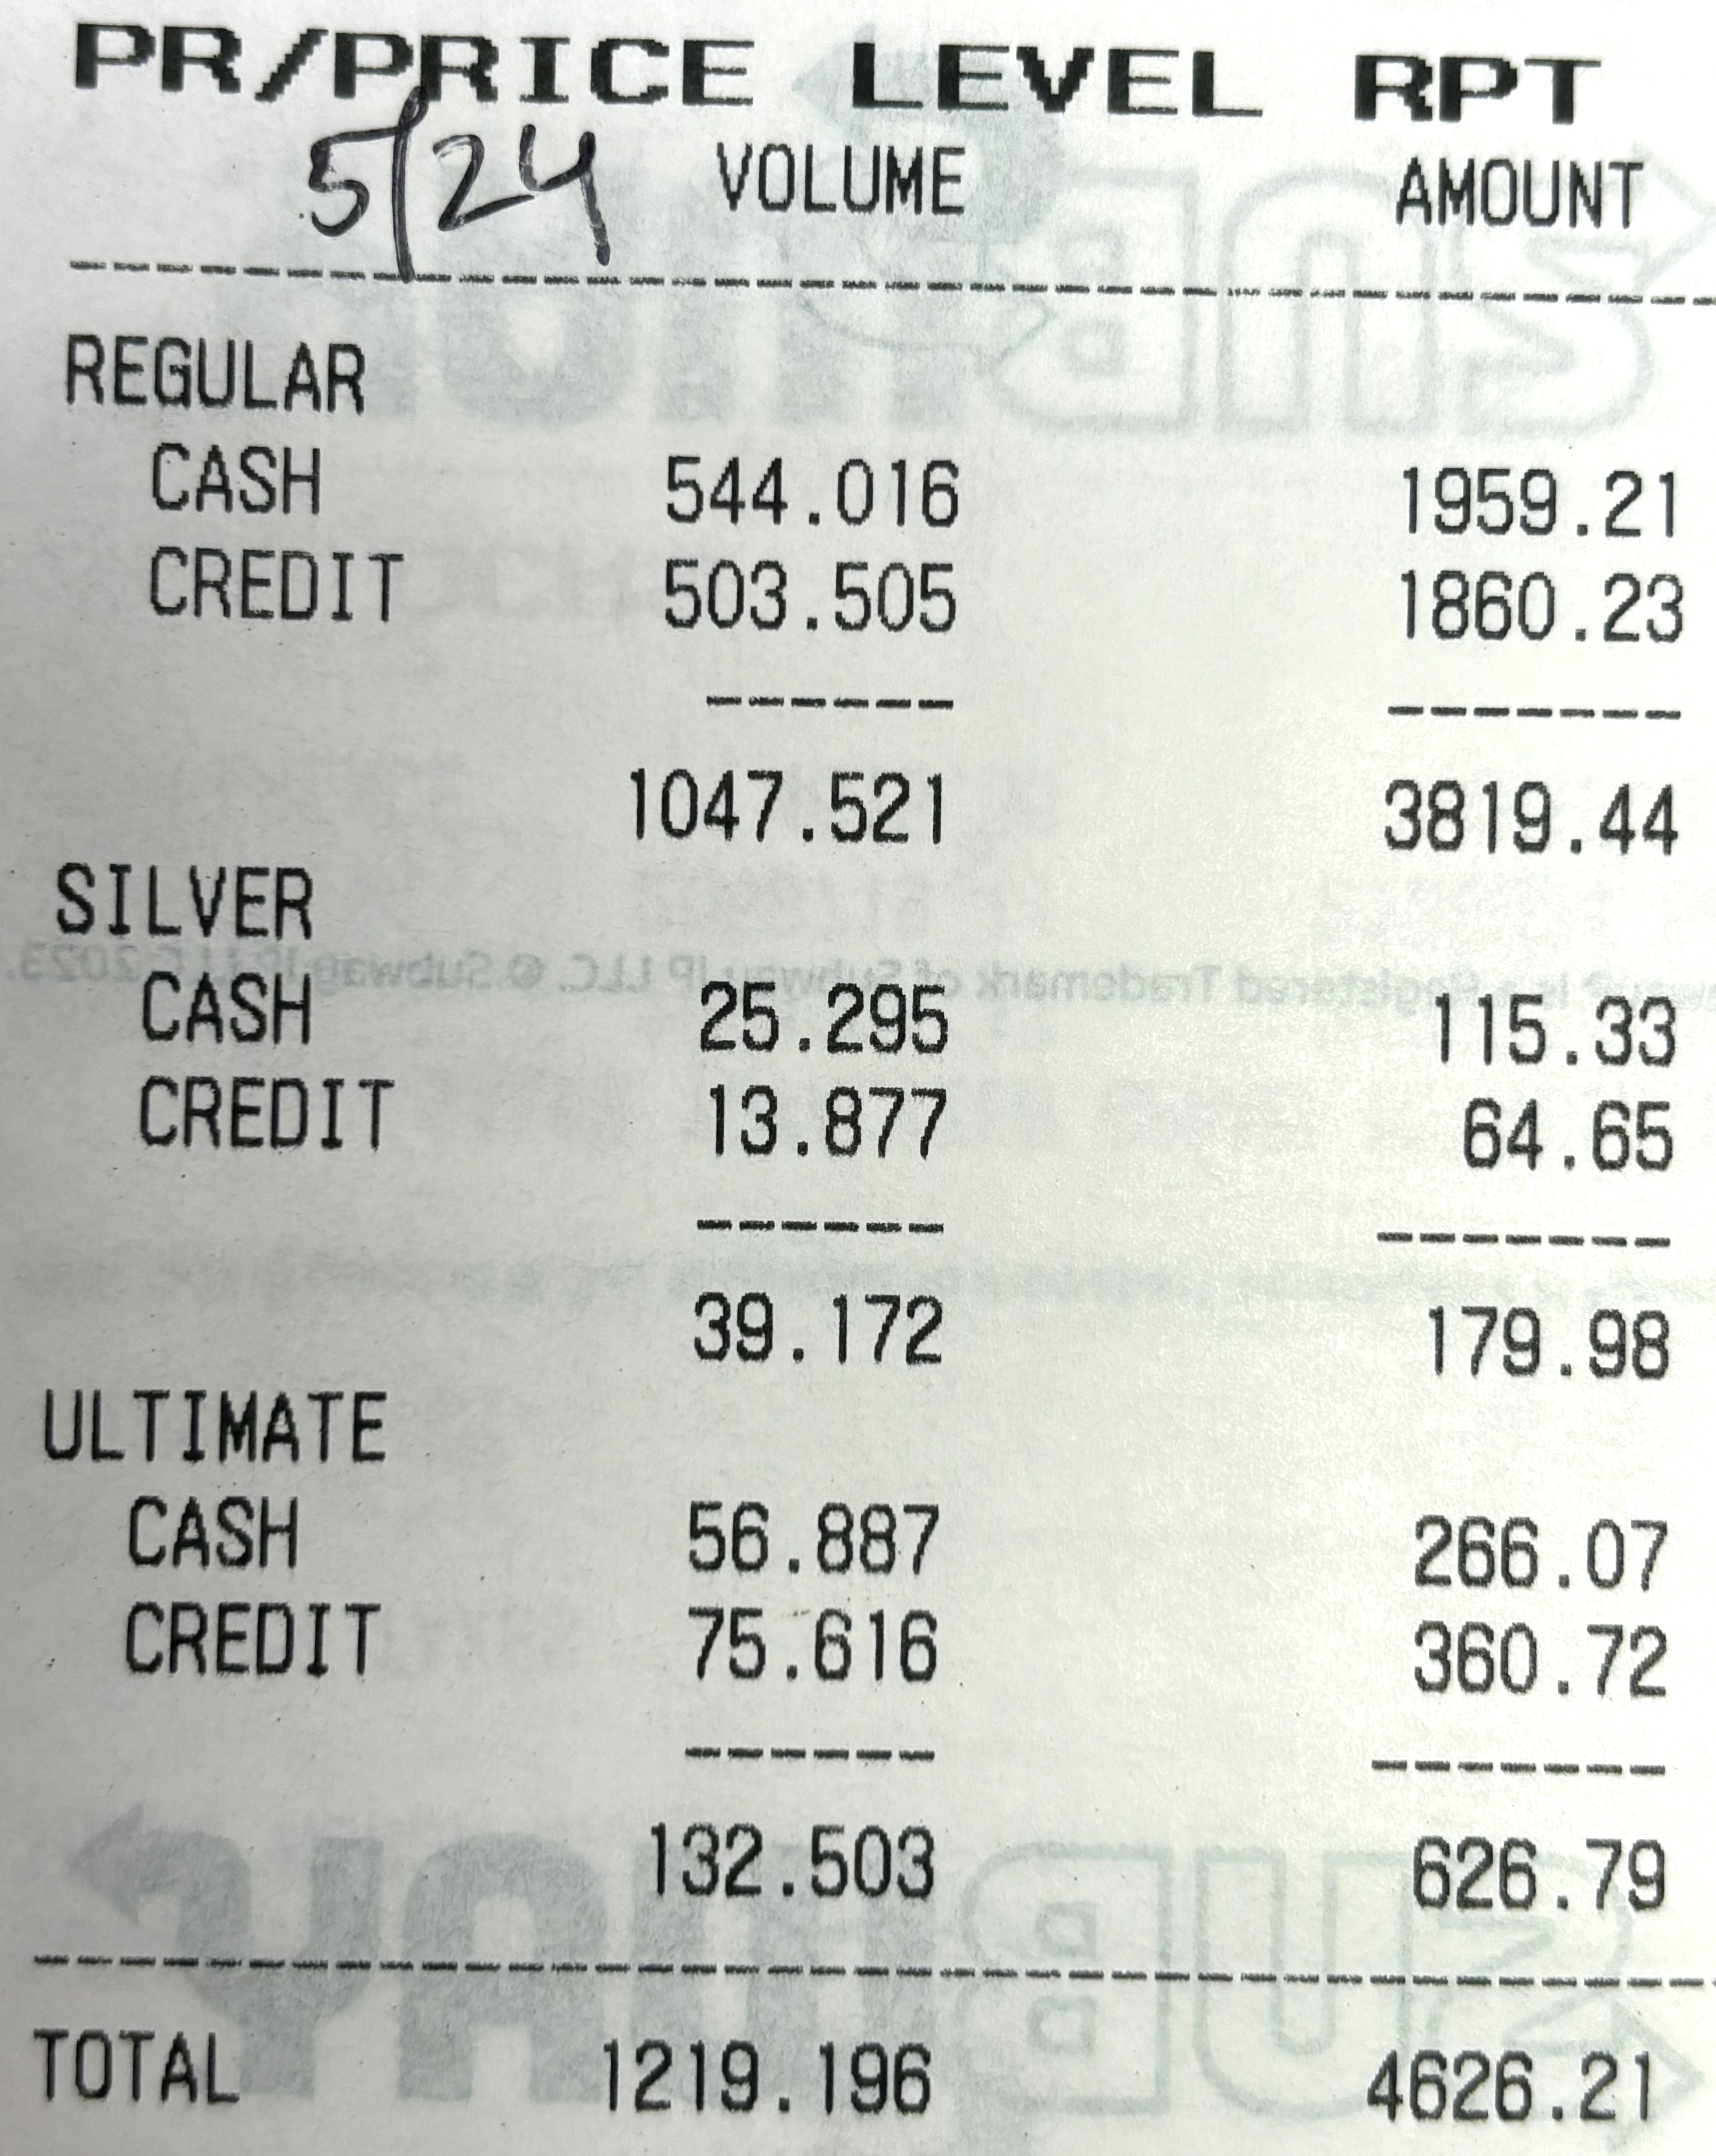 PR/PRICE LEVEL RPT
5/24 VOLUME AMOUNT
REGULAR
CASH 544.016 1959.21
CREDIT 503.505 1860.23
------ -------
1047.521 3819.44
SILVER
CASH 25.295 115.33
CREDIT 13.877 64.65
------ -------
39.172 179.98
ULTIMATE
CASH 56.887 266.07
CREDIT 75.616 360.72
------ -------
132.503 626.79
TOTAL 1219.196 4626.21